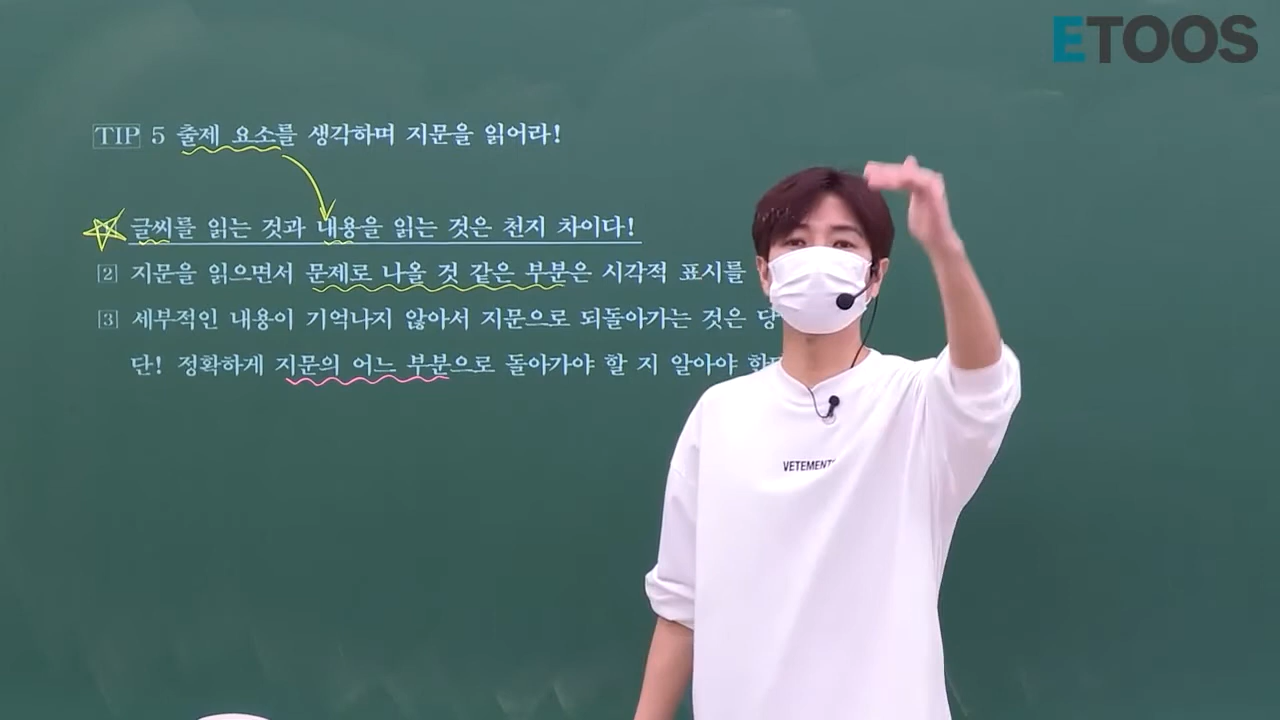 ETOOS
TIP 5 출제 요소를 생각하며 지문을 읽어라!
글씨를 읽는 것과 내용을 읽는 것은 천지 차이다!
2 지문을 읽으면서 문제로 나올 것 같은 부분은 시각적 표시를
3 세부적인 내용이 기억나지 않아서 지문으로 되돌아가는 것은 당
단! 정확하게 지문의 어느 부분으로 돌아가야 할 지 알아야
VETEMENTS